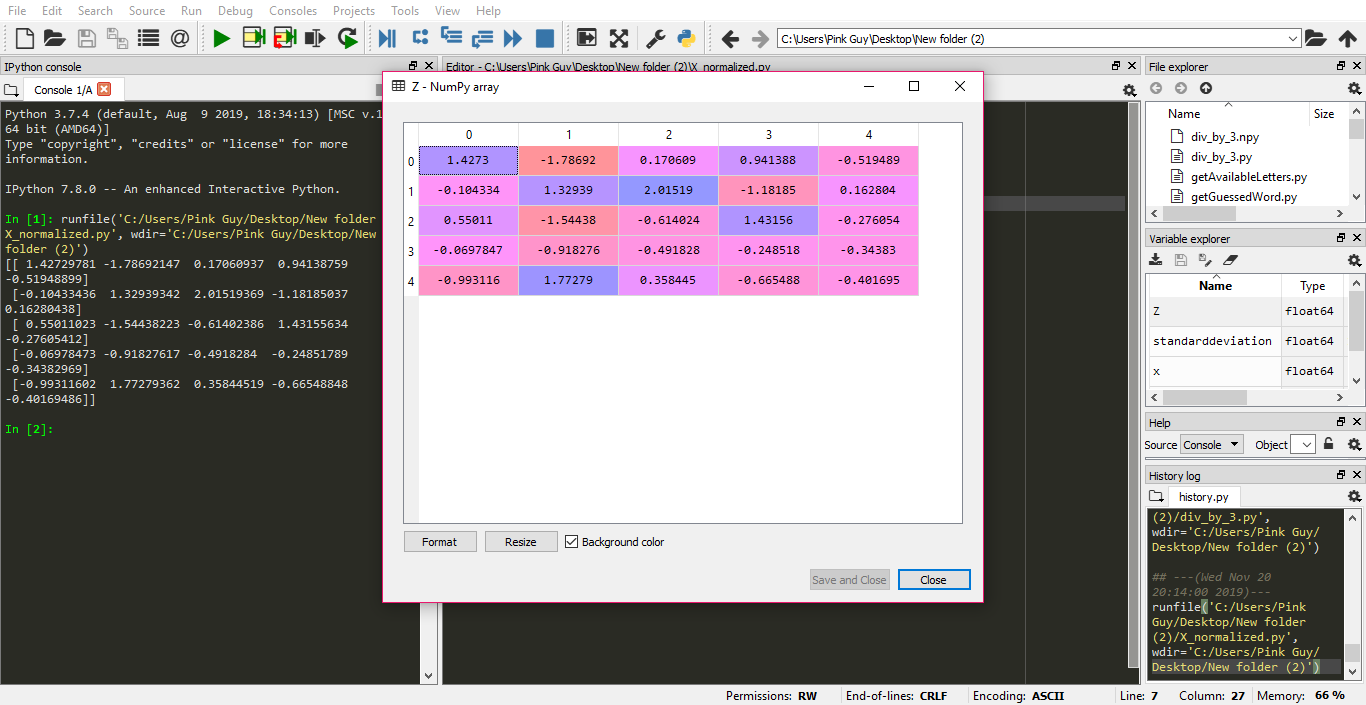 File Edit Search Source Run Debug Consoles Projects Tools View Help
C:\Users\Pink Guy\Desktop\New folder (2)
IPython console
Console 1/A
Python 3.7.4 (default, Aug  9 2019, 18:34:13) [MSC v.1
64 bit (AMD64)]
Type "copyright", "credits" or "license" for more
information.
IPython 7.8.0 -- An enhanced Interactive Python.
In [1]: runfile('C:/Users/Pink Guy/Desktop/New folder
X_normalized.py', wdir='C:/Users/Pink Guy/Desktop/New
folder (2)')
[[ 1.42729781 -1.78692147  0.17060937  0.94138759
-0.51948899]
[-0.10433436  1.32939342  2.01519369 -1.18185037
0.16280438]
[ 0.55011023 -1.54438223 -0.61402386  1.43155634
-0.27605412]
[-0.06978473 -0.91827617 -0.4918284  -0.24851789
-0.34382969]
[-0.99311602  1.77279362  0.35844519 -0.66548848
-0.40169486]]
In [2]:
Editor - C:\Users\Pink Guy\Desktop\New folder (2)\X_normalized.py
Z - NumPy array
0 1 2 3 4
0 1.4273 -1.78692 0.170609 0.941388 -0.519489
1 -0.104334 1.32939 2.01519 -1.18185 0.162804
2 0.55011 -1.54438 -0.614024 1.43156 -0.276054
3 -0.0697847 -0.918276 -0.491828 -0.248518 -0.34383
4 -0.993116 1.77279 0.358445 -0.665488 -0.401695
Format Resize Background color
Save and Close Close
File explorer
Name Size
div_by_3.npy
div_by_3.py
getAvailableLetters.py
getGuessedWord.py
Variable explorer
Name Type
Z float64
standarddeviation float64
x float64
Help
Source Console Object
History log
history.py
(2)/div_by_3.py',
wdir='C:/Users/Pink Guy/
Desktop/New folder (2)')
## ---(Wed Nov 20
20:14:00 2019)---
runfile('C:/Users/Pink
Guy/Desktop/New folder
(2)/X_normalized.py',
wdir='C:/Users/Pink Guy/
Desktop/New folder (2)')
Permissions: RW End-of-lines: CRLF Encoding: ASCII Line: 7 Column: 27 Memory: 66 %